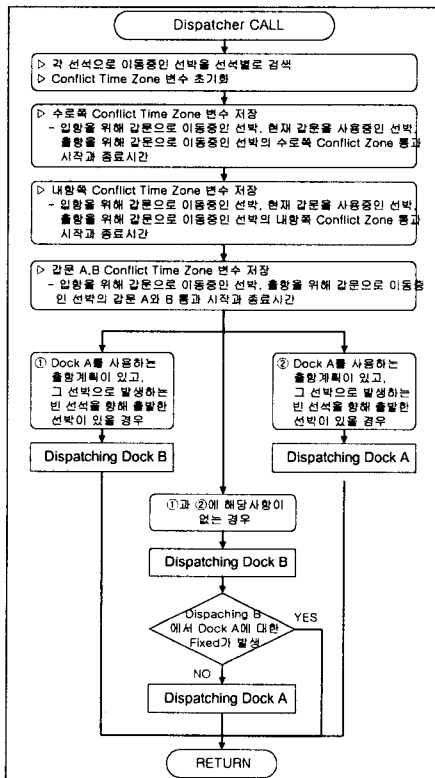 Dispatcher CALL
▷ 각 선석으로 이동중인 선박을 선석별로 검색
▷ Conflict Time Zone 변수 초기화
▷ 수로쪽 Conflict Time Zone 변수 저장
- 입항을 위해 갑문으로 이동중인 선박, 현재 갑문을 사용중인 선박,
출항을 위해 갑문으로 이동중인 선박의 수로쪽 Conflict Zone 통과
시작과 종료시간
▷ 내항쪽 Conflict Time Zone 변수 저장
- 입항을 위해 갑문으로 이동중인 선박, 현재 갑문을 사용중인 선박,
출항을 위해 갑문으로 이동중인 선박의 내항쪽 Conflict Zone 통과
시작과 종료시간
▷ 갑문 A,B Conflict Time Zone 변수 저장
- 입항을 위해 갑문으로 이동중인 선박, 출항을 위해 갑문으로 이동중
인 선박의 갑문 A와 B 통과 시작과 종료시간
① Dock A를 사용하는
출항계획이 있고,
그 선박으로 발생하는
빈 선석을 향해 출발한
선박이 있을 경우
Dispatching Dock B
② Dock A를 사용하는
출항계획이 있고,
그 선박으로 발생하는
빈 선석을 향해 출발한
선박이 있을 경우
Dispatching Dock A
①과 ②에 해당사항이
없는 경우
Dispatching Dock B
Dispaching B
에서 Dock A에 대한
Fixed가 발생
YES
NO
Dispatching Dock A
RETURN